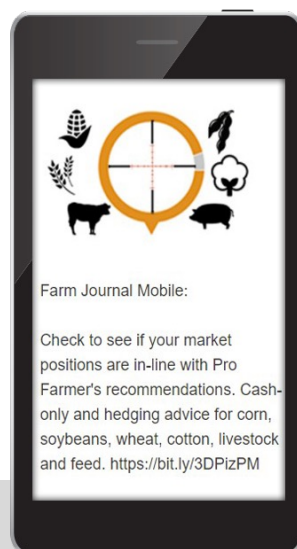 Farm Journal Mobile:
Check to see if your market
positions are in-line with Pro
Farmer's recommendations. Cash-
only and hedging advice for corn,
soybeans, wheat, cotton, livestock
and feed. https://bit.ly/3DPizPM